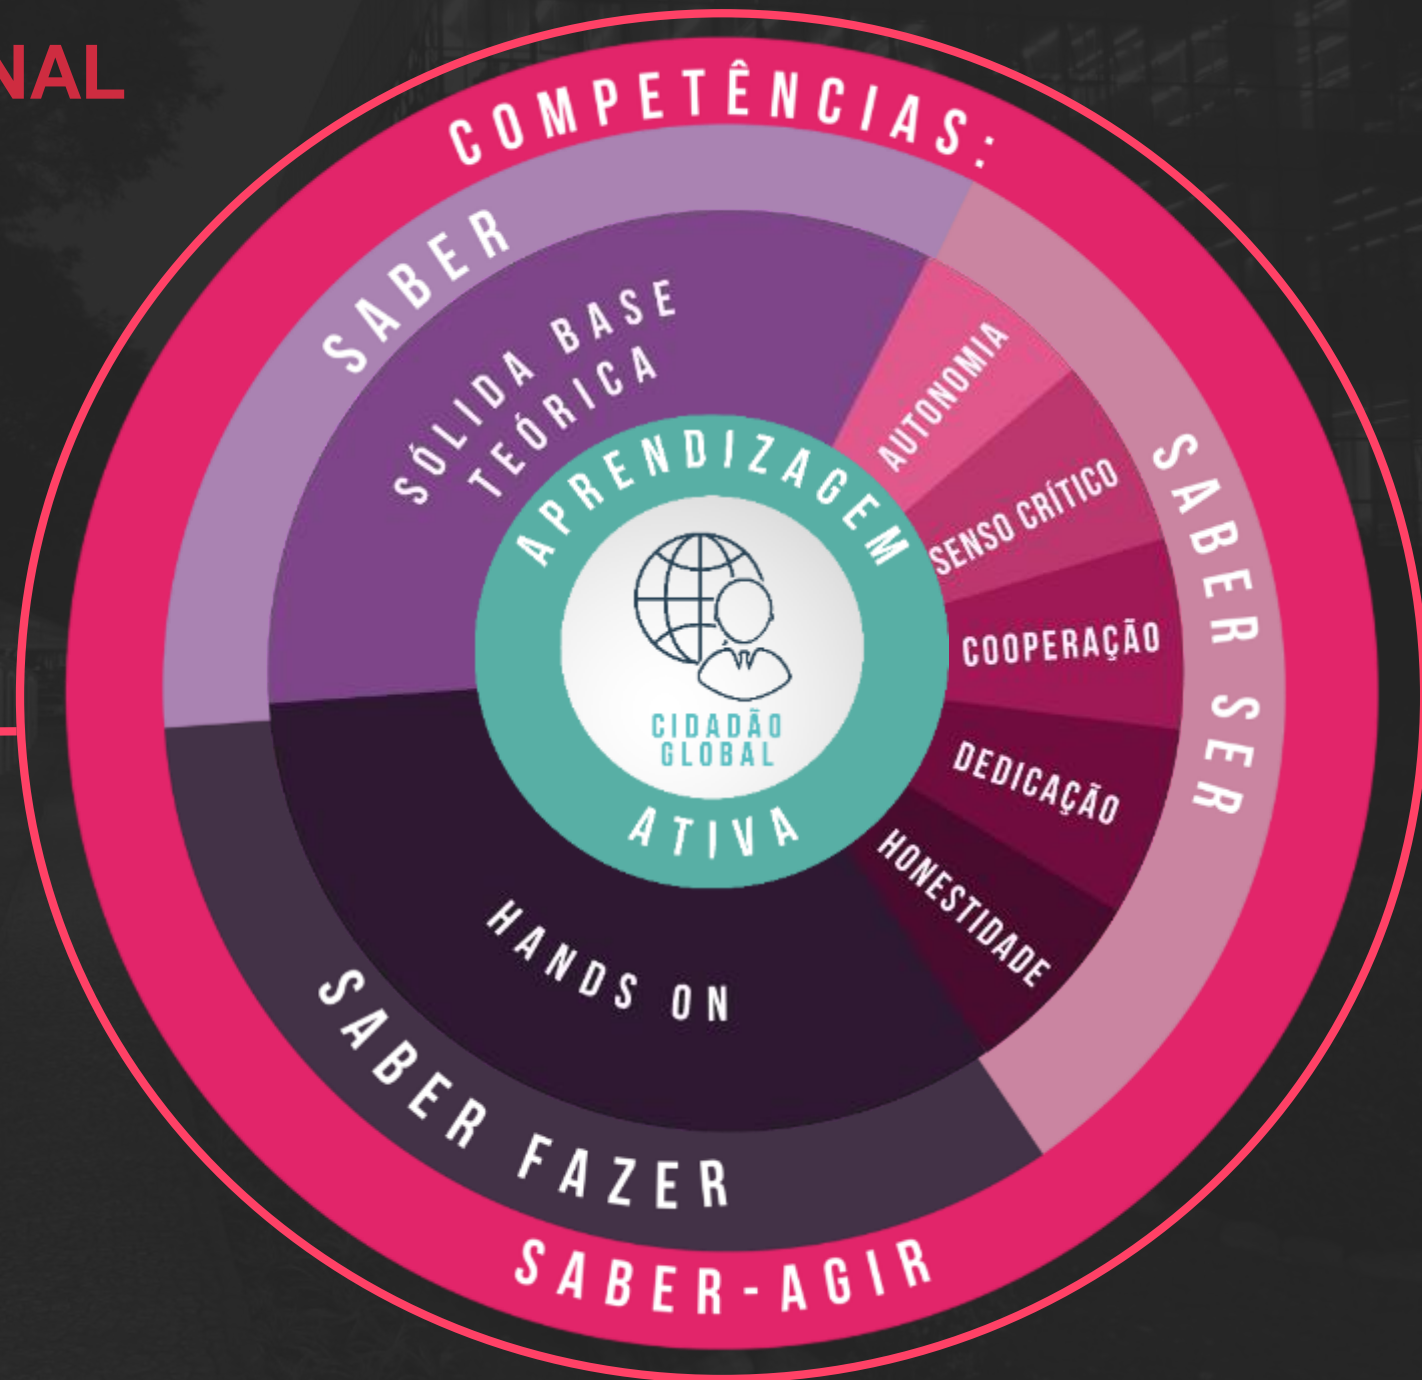 NAL
COMPETÊNCIAS:
SABER
SÓLIDA BASE
TEÓRICA
AUTONOMIA
SENSO CRÍTICO
COOPERAÇÃO
DEDICAÇÃO
HONESTIDADE
SABER SER
APRENDIZAGEM
CIDADÃO
GLOBAL
ATIVA
HANDS ON
SABER FAZER
SABER-AGIR